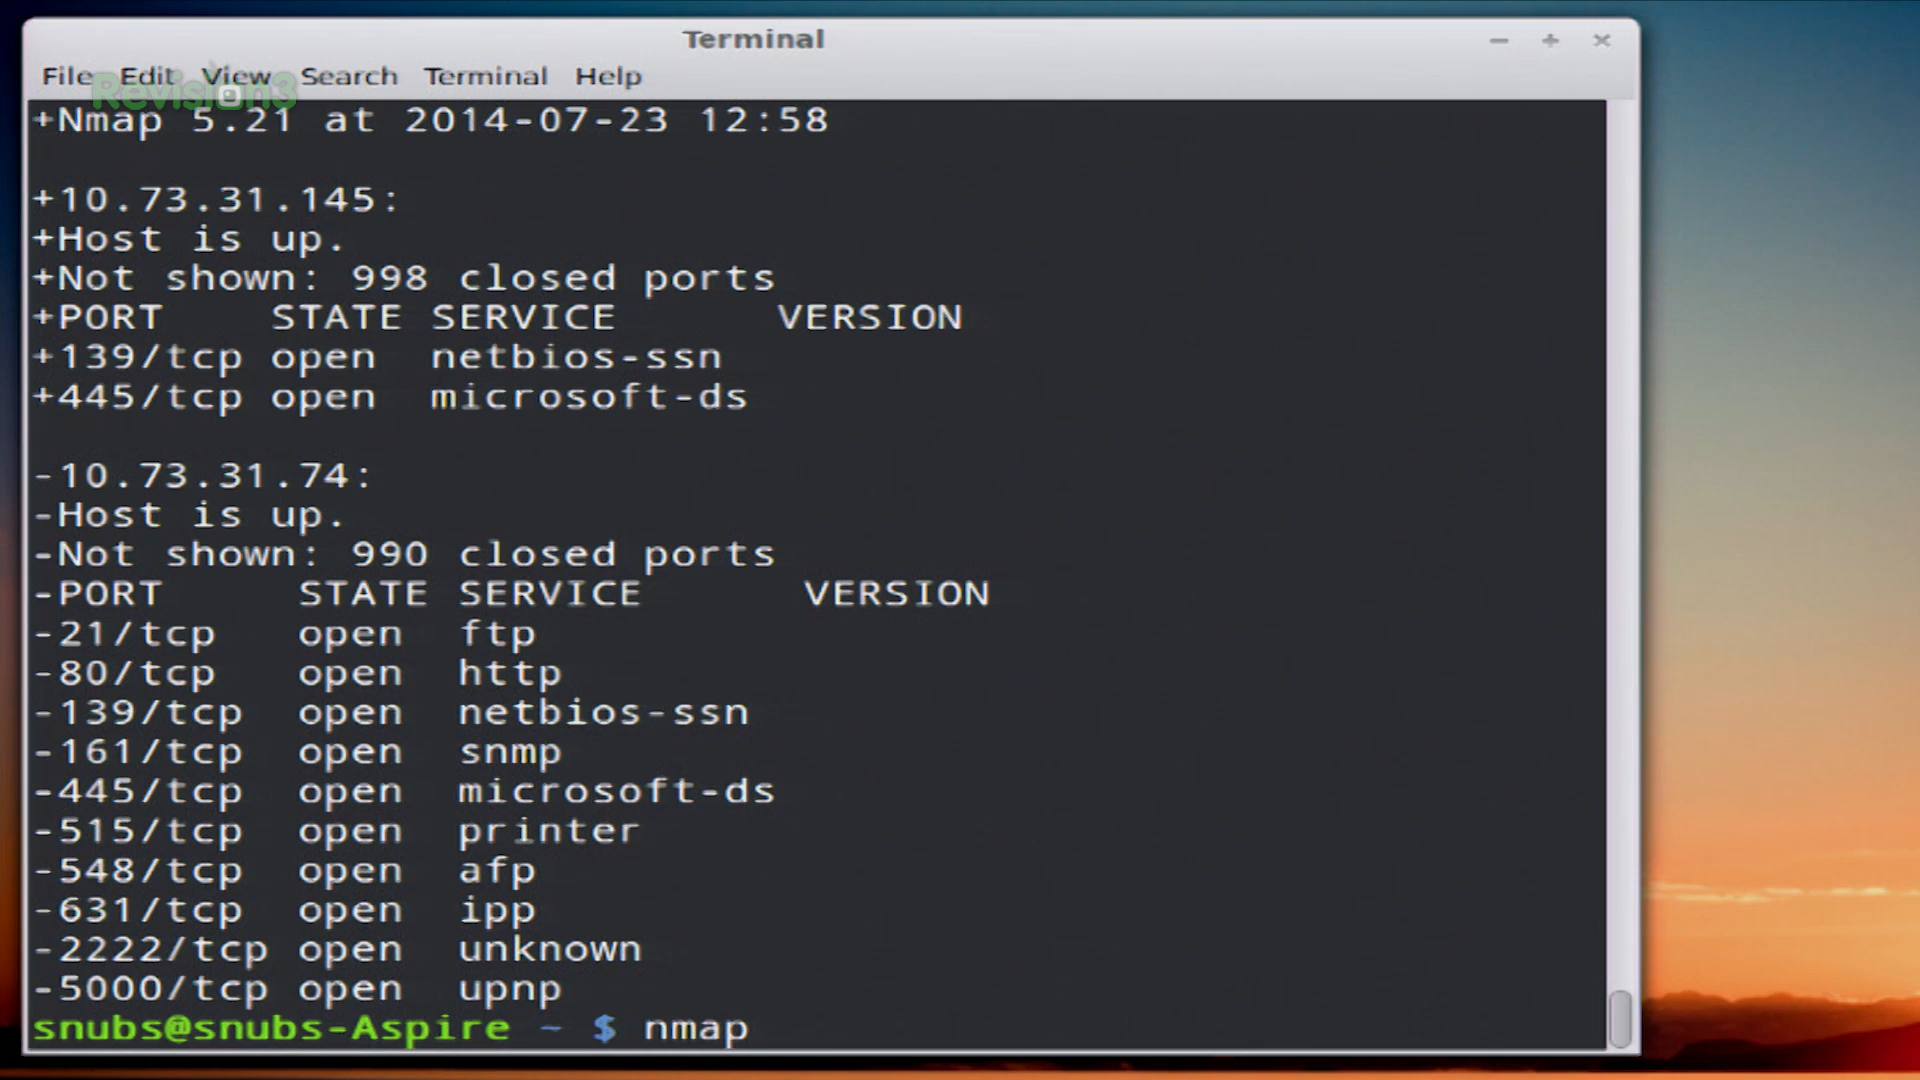 Terminal
File Edit View Search Terminal Help
Revision3
+Nmap 5.21 at 2014-07-23 12:58
+10.73.31.145:
+Host is up.
+Not shown: 998 closed ports
+PORT STATE SERVICE VERSION
+139/tcp open netbios-ssn
+445/tcp open microsoft-ds
-10.73.31.74:
-Host is up.
-Not shown: 990 closed ports
-PORT STATE SERVICE VERSION
-21/tcp open ftp
-80/tcp open http
-139/tcp open netbios-ssn
-161/tcp open snmp
-445/tcp open microsoft-ds
-515/tcp open printer
-548/tcp open afp
-631/tcp open ipp
-2222/tcp open unknown
-5000/tcp open upnp
snubs@snubs-Aspire ~ $ nmap